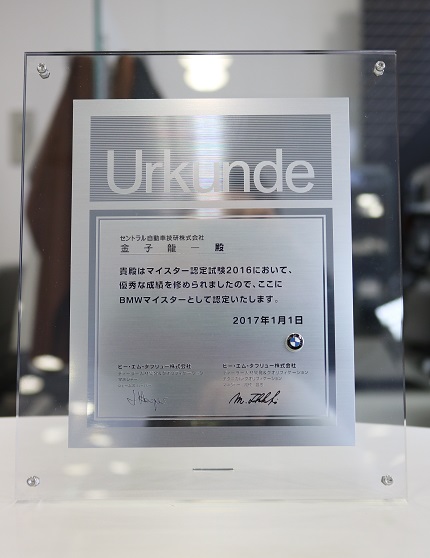 Urkunde
セントラル自動車技研株式会社
金子龍一 殿
貴殿はマイスター認定試験2016において、
優秀な成績を修められましたので、ここに
BMWマイスターとして認定いたします。
2017年1月1日
ビー・エム・ダブリュー株式会社
ビー・エム・ダブリュー株式会社